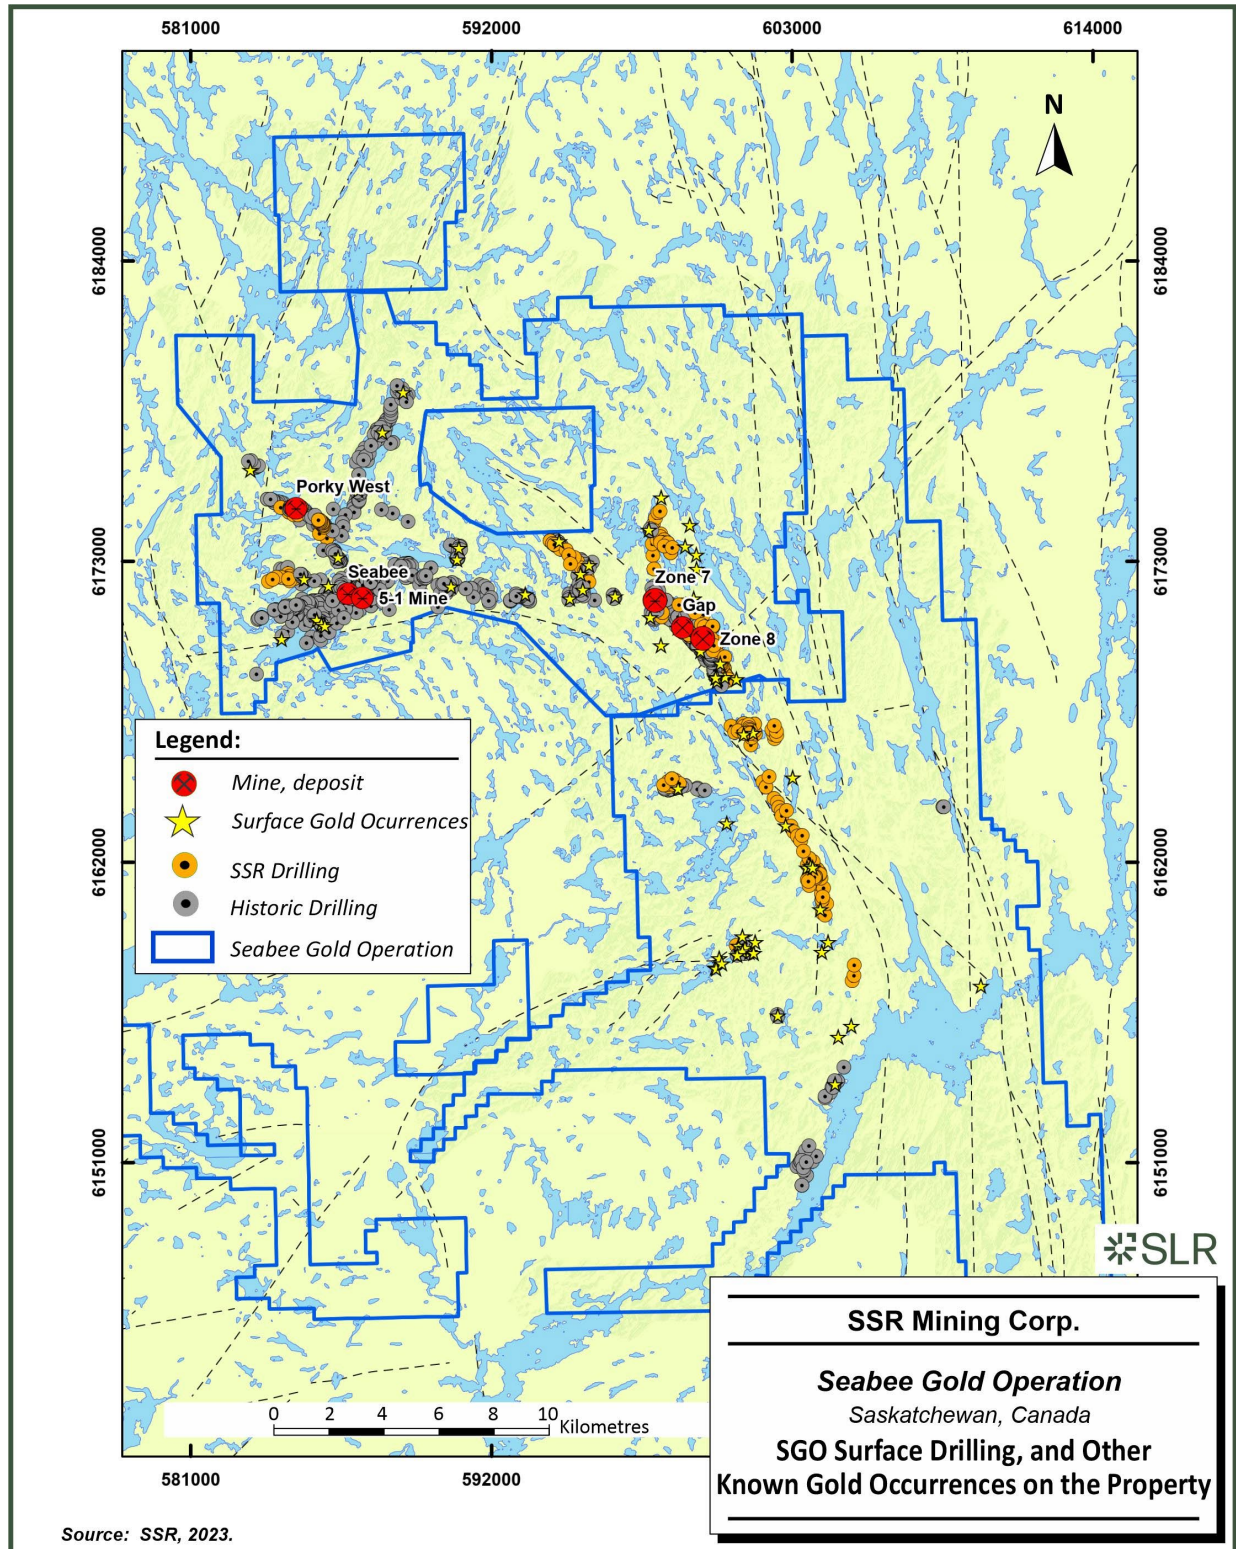 581000
592000
603000
614000
N
6184000
6184000
Porky West
6173000
6173000
Seabee
5-1 Mine
Zone 7
Gap
Zone 8
Legend:
Mine, deposit
Surface Gold Ocurrences
SSR Drilling
Historic Drilling
Seabee Gold Operation
6162000
6162000
6151000
6151000
SLR
SSR Mining Corp.
Seabee Gold Operation
Saskatchewan, Canada
SGO Surface Drilling, and Other
Known Gold Occurrences on the Property
0 2 4 6 8 10
Kilometres
581000
592000
Source: SSR, 2023.